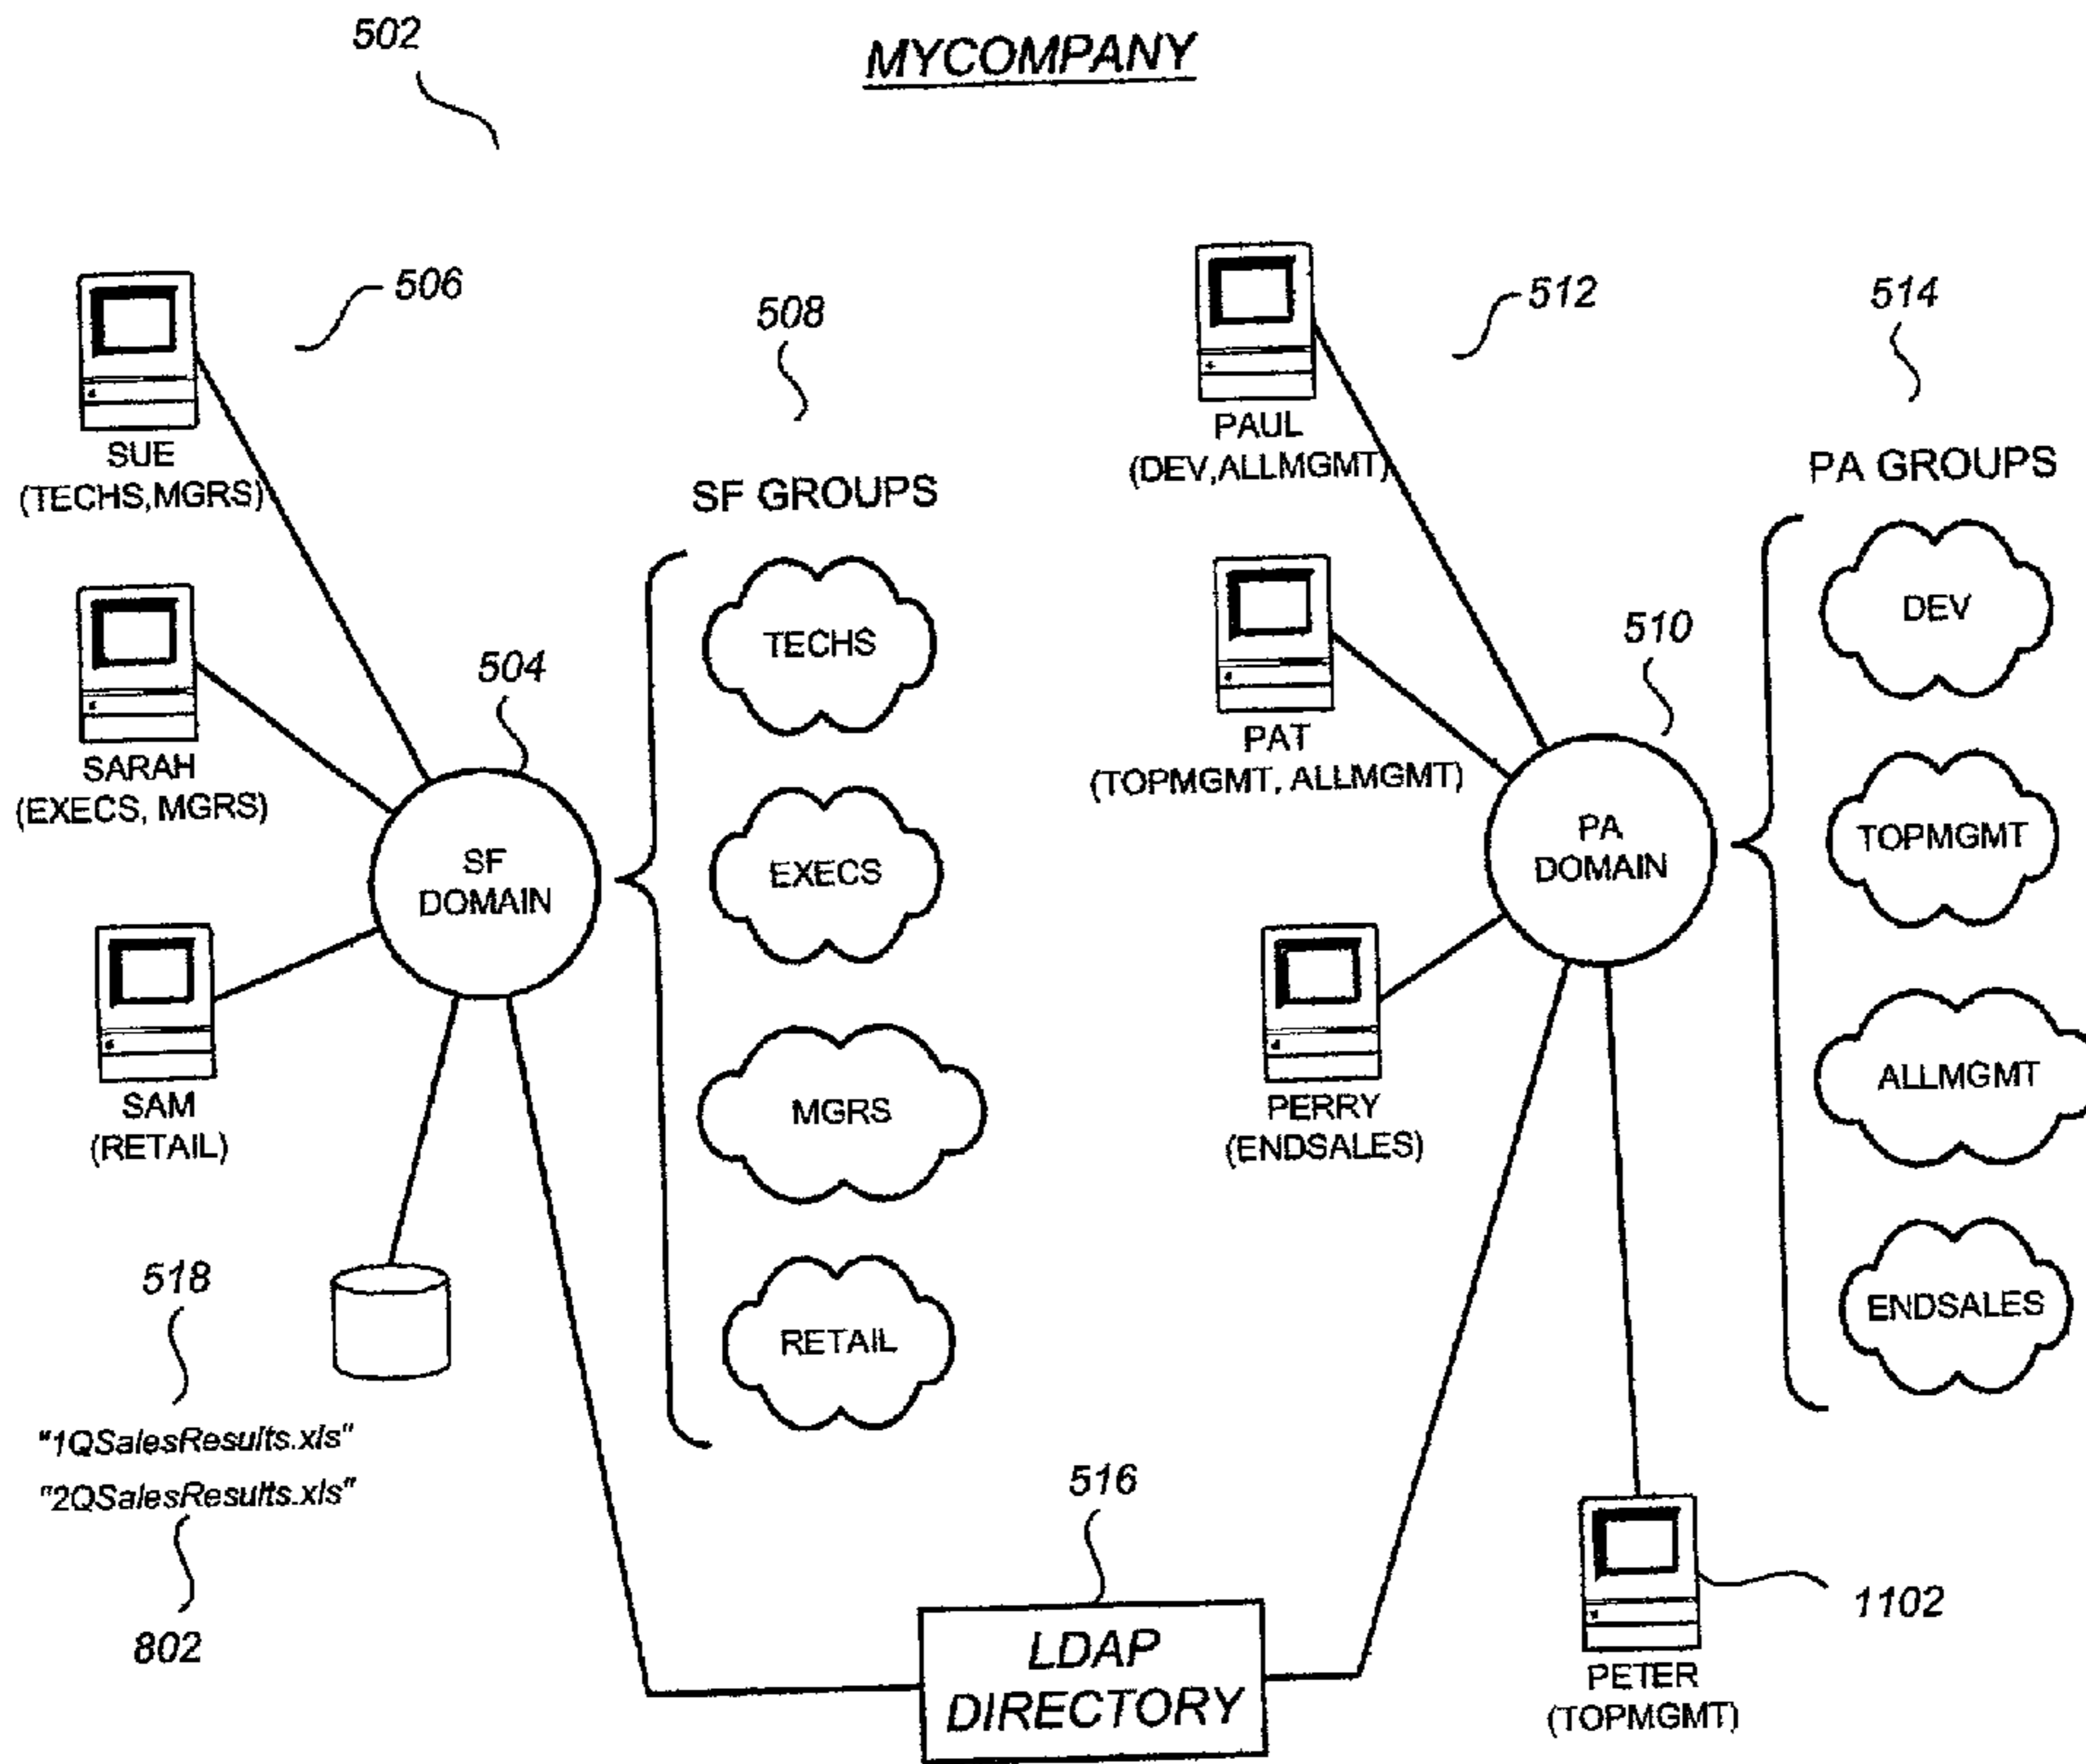 502
MYCOMPANY
506
508
512
514
SUE
(TECHS,MGRS)
SF GROUPS
PAUL
(DEV,ALLMGMT)
PA GROUPS
TECHS
DEV
504
510
SARAH
(EXECS, MGRS)
PAT
(TOPMGMT, ALLMGMT)
SF
DOMAIN
EXECS
PA
DOMAIN
TOPMGMT
SAM
(RETAIL)
MGRS
PERRY
(ENDSALES)
ALLMGMT
518
RETAIL
ENDSALES
"1QSalesResults.xls"
"2QSalesResults.xls"
802
516
LDAP
DIRECTORY
1102
PETER
(TOPMGMT)